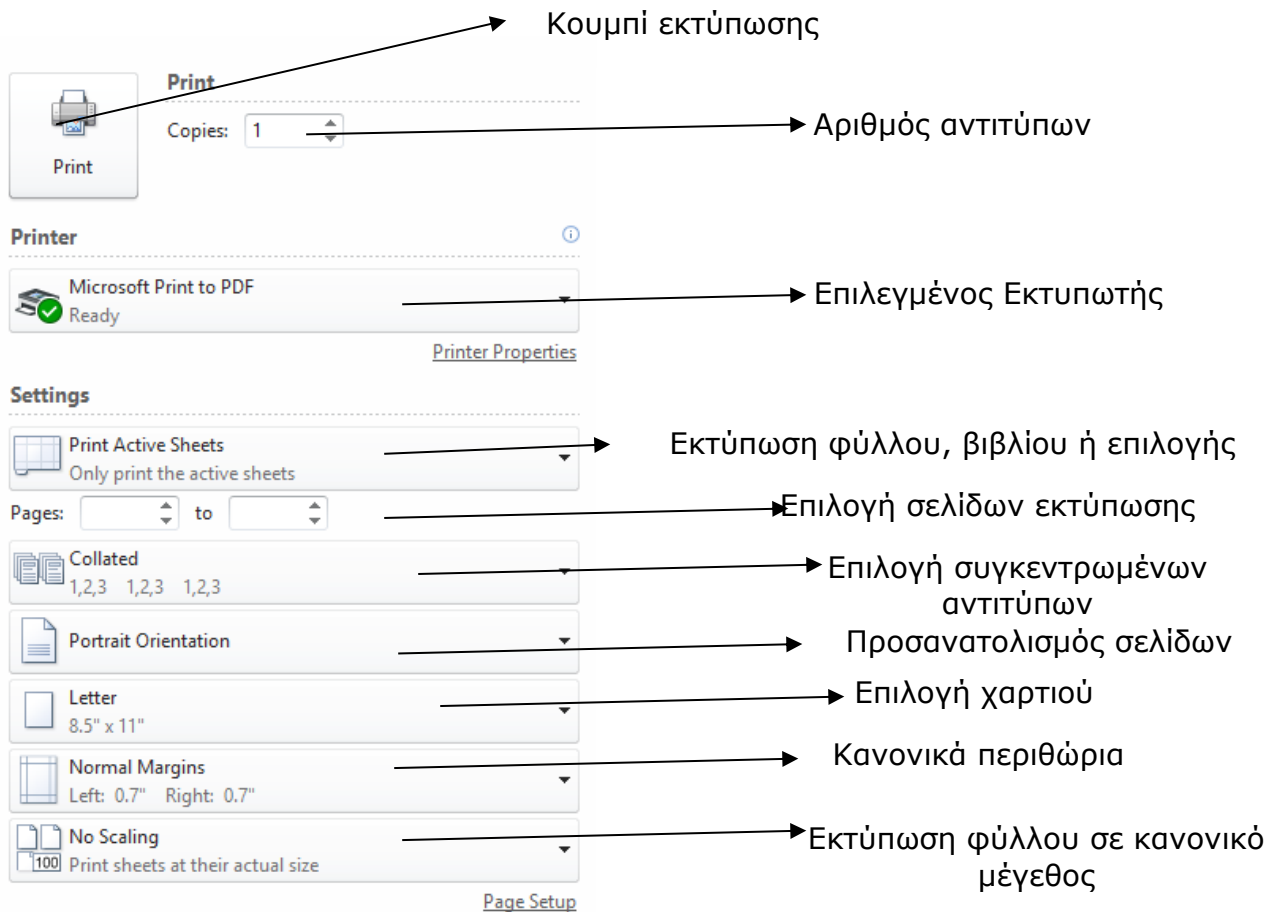 Κουμπί εκτύπωσης
Print
Copies: 1
Αριθμός αντιτύπων
Print
Printer
Microsoft Print to PDF
Ready
Επιλεγμένος Εκτυπωτής
Printer Properties
Settings
Print Active Sheets
Only print the active sheets
Εκτύπωση φύλλου, βιβλίου ή επιλογής
Pages: to
Επιλογή σελίδων εκτύπωσης
Collated
1,2,3 1,2,3 1,2,3
Επιλογή συγκεντρωμένων
αντιτύπων
Portrait Orientation
Προσανατολισμός σελίδων
Letter
8.5" x 11"
Επιλογή χαρτιού
Normal Margins
Left: 0.7" Right: 0.7"
Κανονικά περιθώρια
No Scaling
100 Print sheets at their actual size
Εκτύπωση φύλλου σε κανονικό
μέγεθος
Page Setup